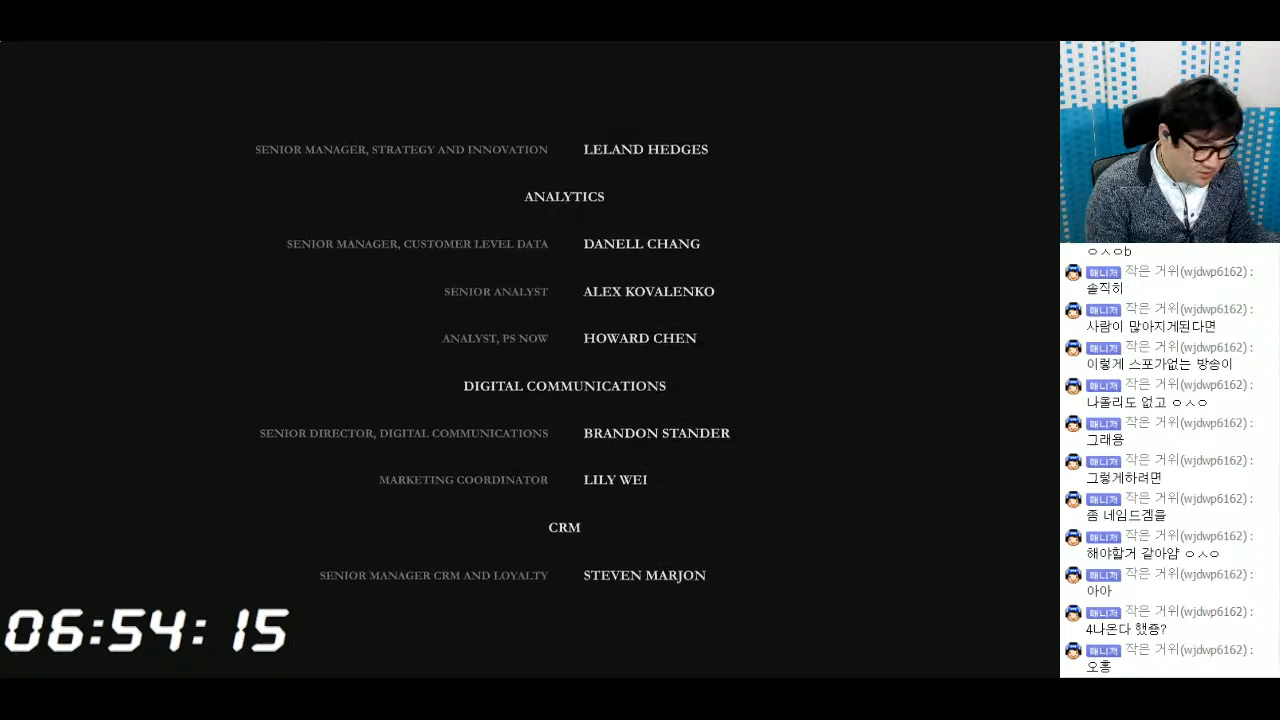 SENIOR MANAGER, STRATEGY AND INNOVATION LELAND HEDGES
ANALYTICS
SENIOR MANAGER, CUSTOMER LEVEL DATA DANELL CHANG
SENIOR ANALYST ALEX KOVALENKO
ANALYST, PS NOW HOWARD CHEN
DIGITAL COMMUNICATIONS
SENIOR DIRECTOR, DIGITAL COMMUNICATIONS BRANDON STANDER
MARKETING COORDINATOR LILY WEI
CRM
SENIOR MANAGER CRM AND LOYALTY STEVEN MARJON
06:54:15
ㅇㅅㅇb
매니저 작은 거위(wjdwp6162) :
솔직히
매니저 작은 거위(wjdwp6162) :
사람이 많아지게된다면
매니저 작은 거위(wjdwp6162) :
이렇게 스포가없는 방송이
매니저 작은 거위(wjdwp6162) :
나올리도 없고 ㅇㅅㅇ
매니저 작은 거위(wjdwp6162) :
그래용
매니저 작은 거위(wjdwp6162) :
그렇게하려면
매니저 작은 거위(wjdwp6162) :
좀 네임드겜을
매니저 작은 거위(wjdwp6162) :
해야할거 같아얌 ㅇㅅㅇ
매니저 작은 거위(wjdwp6162) :
아아
매니저 작은 거위(wjdwp6162) :
4나온다 했죵?
매니저 작은 거위(wjdwp6162) :
오홍